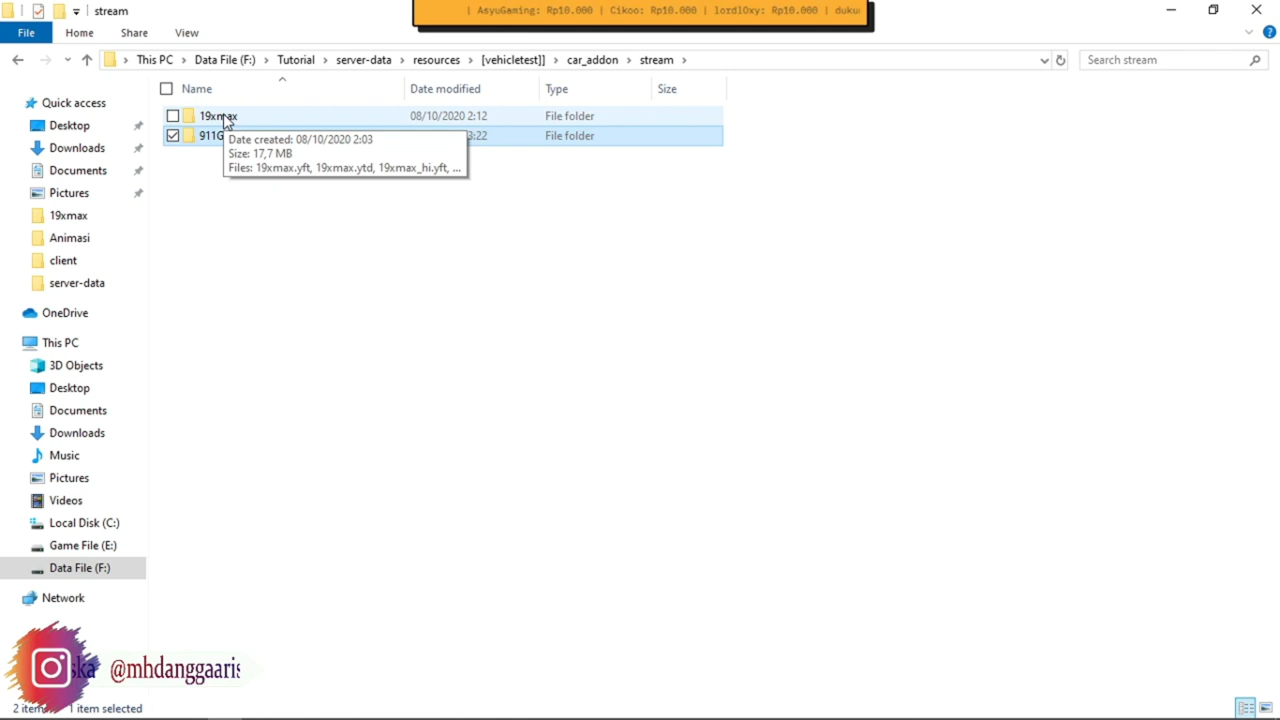 stream
| AsyuGaming: Rp10.000 | Cikoo: Rp10.000 | lordl0xy: Rp10.000 |
File Home Share View
This PC Data File (F:) Tutorial server-data resources [vehicletest]] car_addon stream
Search stream
Name Date modified Type Size
19xmax 08/10/2020 2:12 File folder
File folder
Date created: 08/10/2020 2:03
Size: 17,7 MB
Files: 19xmax.yft, 19xmax.ytd, 19xmax_hi.yft, ...
Quick access
Desktop
Downloads
Documents
Pictures
19xmax
Animasi
client
server-data
OneDrive
This PC
3D Objects
Desktop
Documents
Downloads
Music
Pictures
Videos
Local Disk (C:)
Game File (E:)
Data File (F:)
Network
@mhdanggaaris
1 item selected